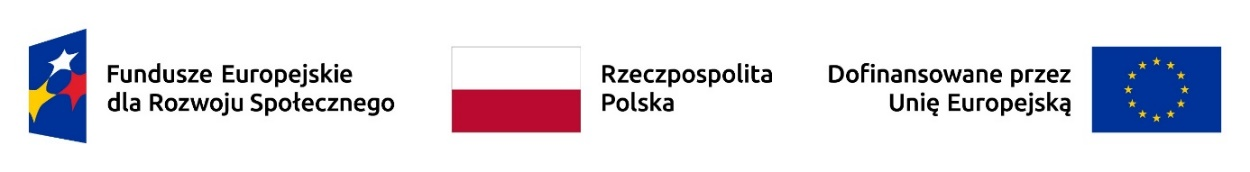 Fundusze Europejskie
dla Rozwoju Społecznego
Rzeczpospolita
Polska
Dofinansowane przez
Unię Europejską